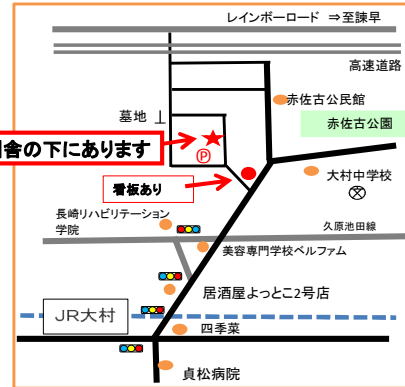 レインボーロード ⇒至諫早
高速道路
赤佐古公民館
墓地
赤佐古公園
舎の下にあります
Ⓟ
大村中学校
看板あり
長崎リハビリテーション
学院
久原池田線
美容専門学校ベルファム
居酒屋よっとこ2号店
JR大村
四季菜
貞松病院